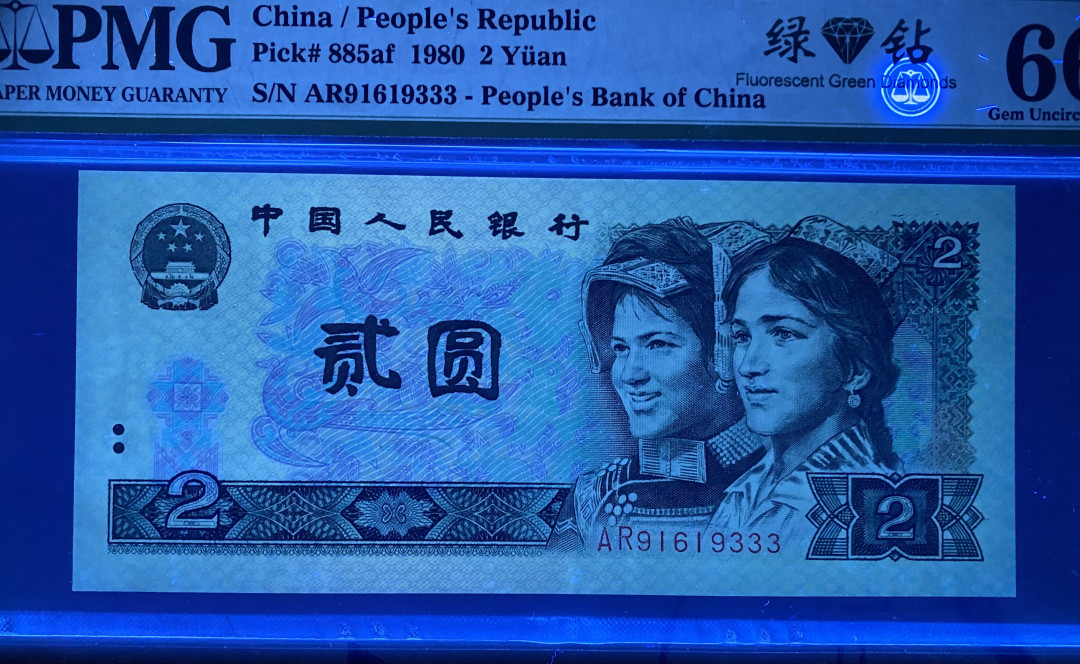 PMG
PAPER MONEY GUARANTY
China / People's Republic
Pick# 885af 1980 2 Yüan
S/N AR91619333 - People's Bank of China
绿钻
Fluorescent Green Diamonds
66
Gem Uncirc
中国人民银行
2
贰圆
2
2
AR91619333